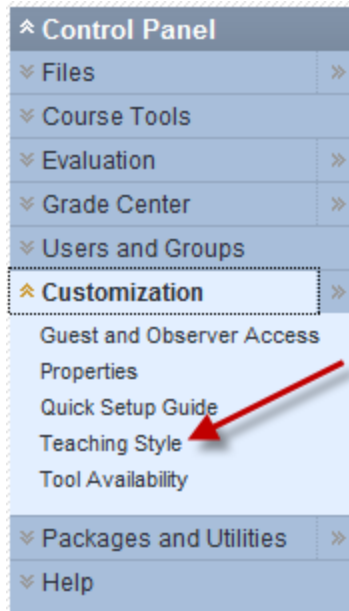 Control Panel
Files
Course Tools
Evaluation
Grade Center
Users and Groups
Customization
Guest and Observer Access
Properties
Quick Setup Guide
Teaching Style
Tool Availability
Packages and Utilities
Help